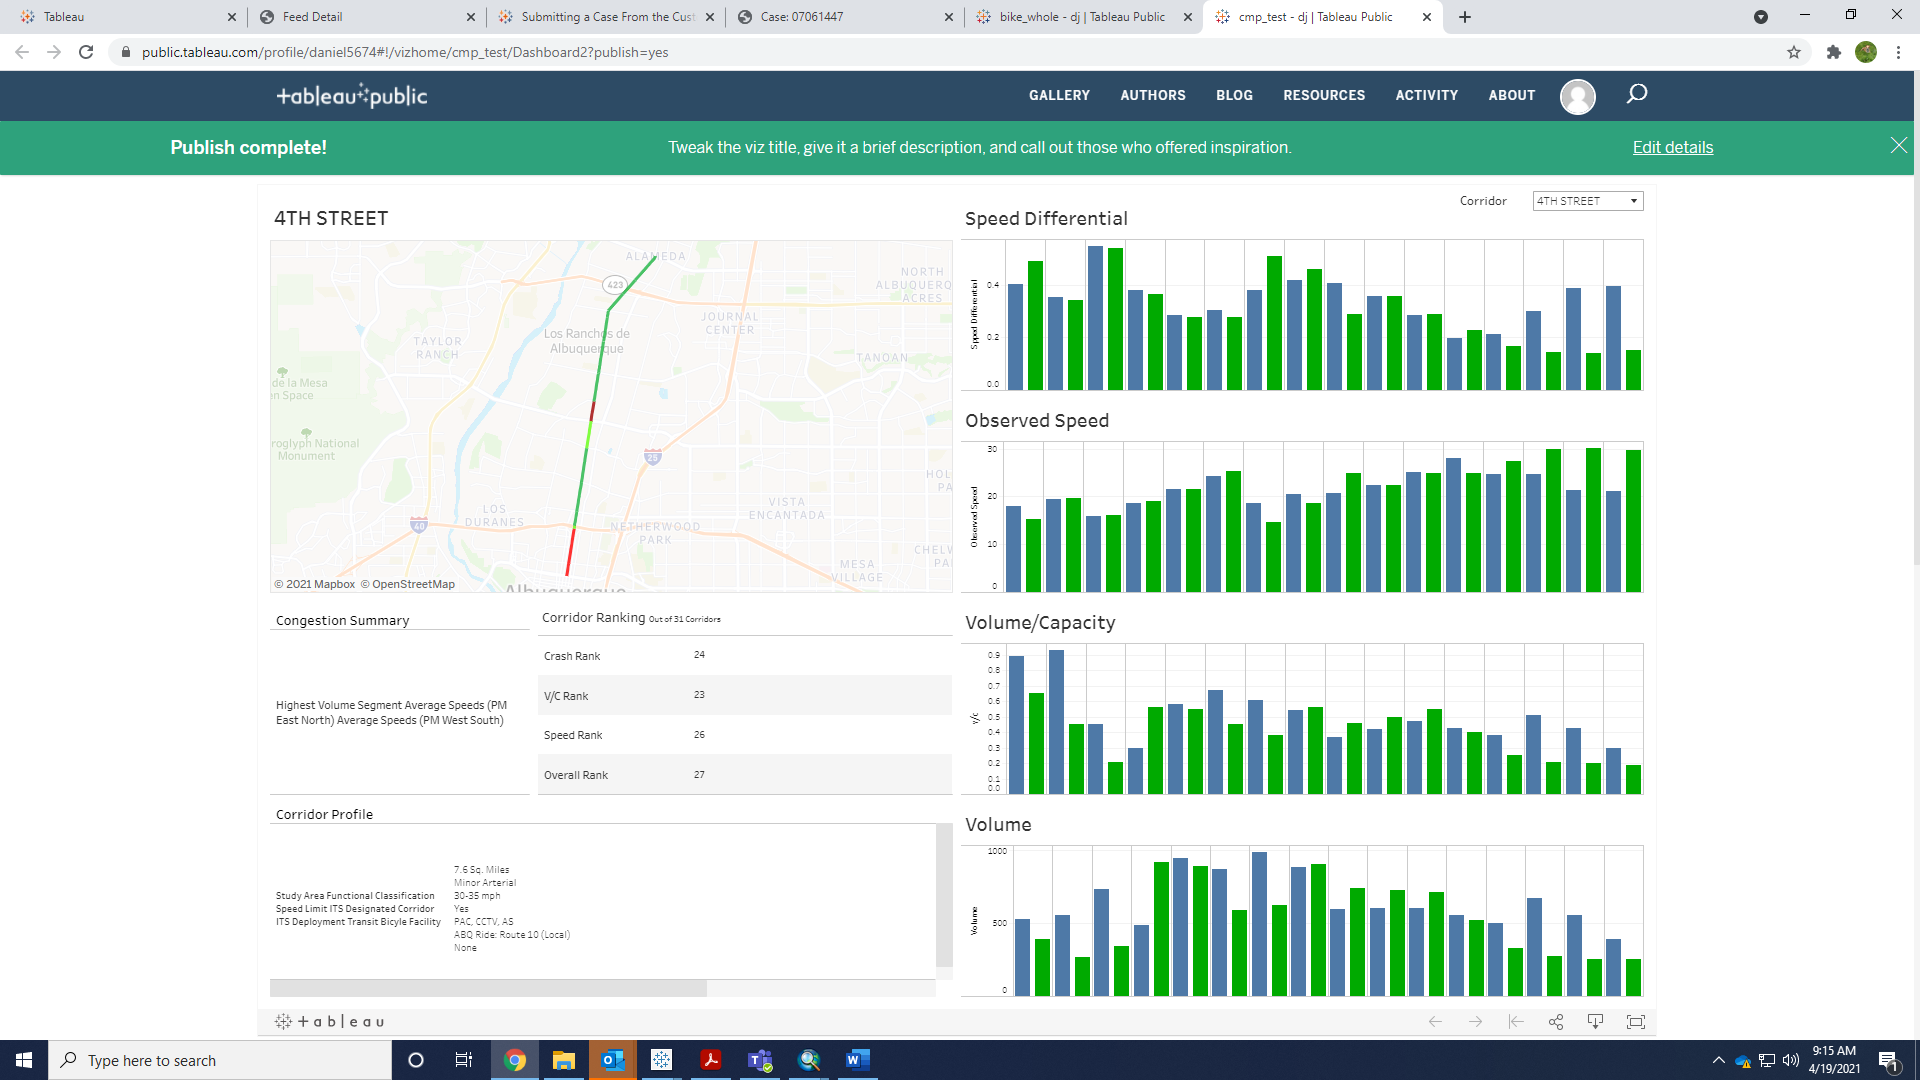 Tableau
Feed Detail
Submitting a Case From the Cust
Case: 07061447
bike_whole - dj | Tableau Public
cmp_test - dj | Tableau Public
public.tableau.com/profile/daniel5674#!/vizhome/cmp_test/Dashboard2?publish=yes
+ableau public
GALLERY AUTHORS BLOG RESOURCES ACTIVITY ABOUT
Publish complete!
Tweak the viz title, give it a brief description, and call out those who offered inspiration.
Edit details
Corridor 4TH STREET
4TH STREET
ALAMEDA
423
NORTH
ALBUQUERQ
ACRES
JOURNAL
CENTER
Los Ranchos de
Albuquerque
TAYLOR
RANCH
TANOAN
de la Mesa
en Space
roglyph National
Monument
25
HOL
PA
VISTA
ENCANTADA
LOS
DURANES
40
NETHERWOOD
PARK
CHELW
PA
MESA
VILLAGE
Albuquerque
© 2021 Mapbox © OpenStreetMap
Congestion Summary
Highest Volume Segment Average Speeds (PM
East North) Average Speeds (PM West South)
Corridor Ranking Out of 31 Corridors
Crash Rank 24
V/C Rank 23
Speed Rank 26
Overall Rank 27
Corridor Profile
Study Area Functional Classification
Speed Limit ITS Designated Corridor
ITS Deployment Transit Bicyle Facility
7.6 Sq. Miles
Minor Arterial
30-35 mph
Yes
PAC, CCTV, AS
ABQ Ride: Route 10 (Local)
None
Speed Differential
Spped Differential
0.4
0.2
0.0
Observed Speed
Observed Speed
30
20
10
0
Volume/Capacity
v/c
0.9
0.8
0.7
0.6
0.5
0.4
0.3
0.2
0.1
0.0
Volume
Volume
1000
500
0
+ a b | e a u
Type here to search
9:15 AM
4/19/2021
1